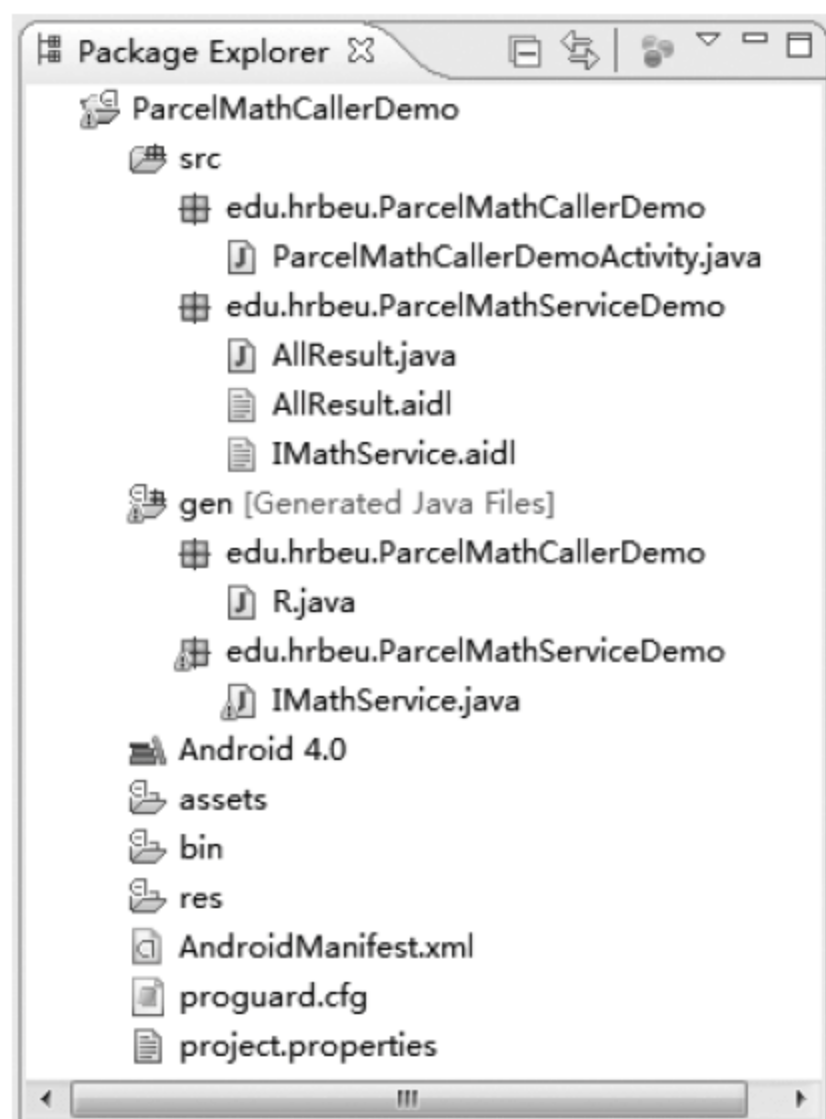 Package Explorer
ParcelMathCallerDemo
src
edu.hrbeu.ParcelMathCallerDemo
ParcelMathCallerDemoActivity.java
edu.hrbeu.ParcelMathServiceDemo
AllResult.java
AllResult.aidl
IMathService.aidl
gen [Generated Java Files]
edu.hrbeu.ParcelMathCallerDemo
R.java
edu.hrbeu.ParcelMathServiceDemo
IMathService.java
Android 4.0
assets
bin
res
AndroidManifest.xml
proguard.cfg
project.properties